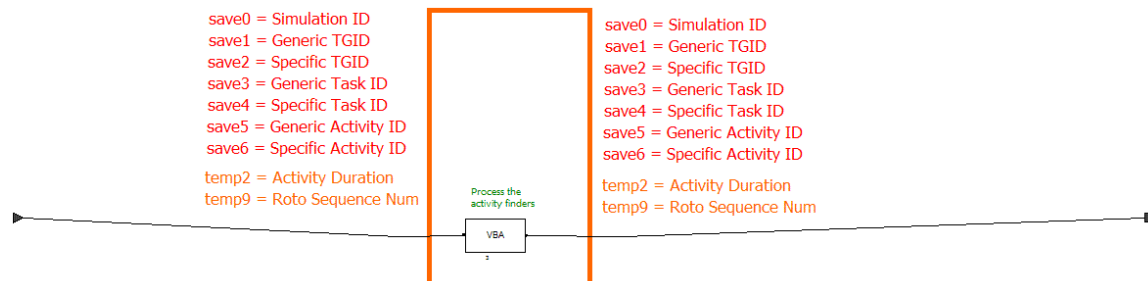 save0 = Simulation ID
save1 = Generic TGID
save2 = Specific TGID
save3 = Generic Task ID
save4 = Specific Task ID
save5 = Generic Activity ID
save6 = Specific Activity ID
temp2 = Activity Duration
temp9 = Roto Sequence Num
Process the
activity finders
VBA
save0 = Simulation ID
save1 = Generic TGID
save2 = Specific TGID
save3 = Generic Task ID
save4 = Specific Task ID
save5 = Generic Activity ID
save6 = Specific Activity ID
temp2 = Activity Duration
temp9 = Roto Sequence Num